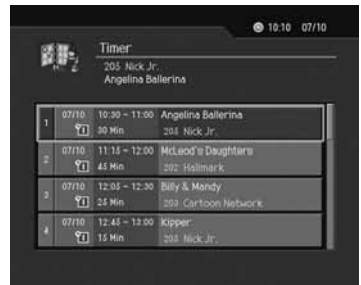 10:10 07/10
Timer
203 Nick Jr.
Angelina Ballerina
1 07/10 10:30 ~ 11:00 Angelina Ballerina
30 Min 203 Nick Jr.
2 07/10 11:15 ~ 12:00 McLeod's Daughters
45 Min 202 Hallmark
3 07/10 12:05 ~ 12:30 Billy & Mandy
25 Min 203 Cartoon Network
4 07/10 12:45 ~ 13:00 Kipper
15 Min 203 Nick Jr.